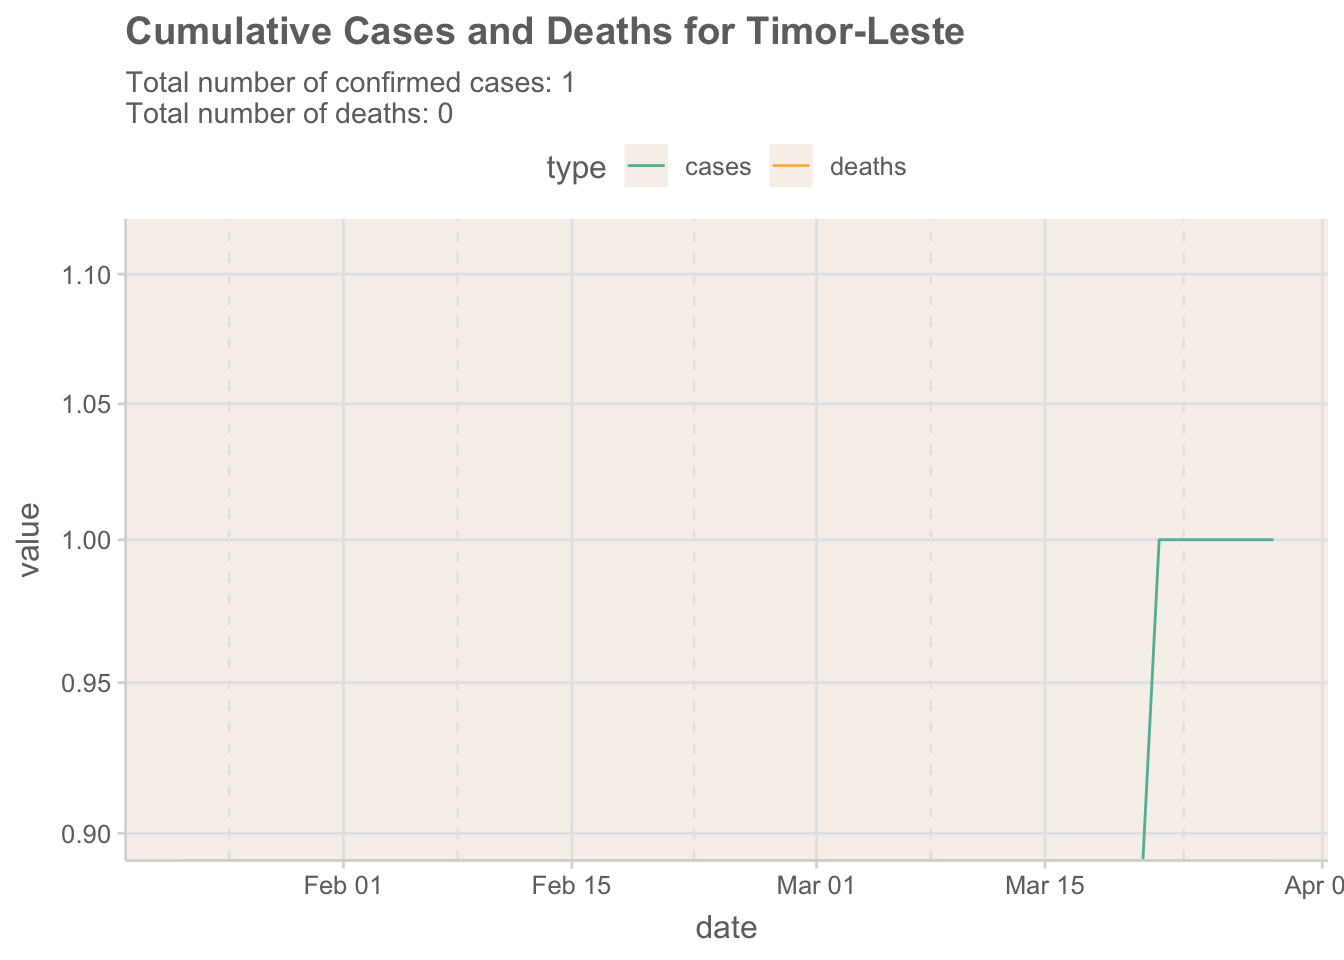 Cumulative Cases and Deaths for Timor-Leste
Total number of confirmed cases: 1
Total number of deaths: 0
type cases deaths
1.10
1.05
1.00
0.95
0.90
value
Feb 01 Feb 15 Mar 01 Mar 15 Apr 0
date